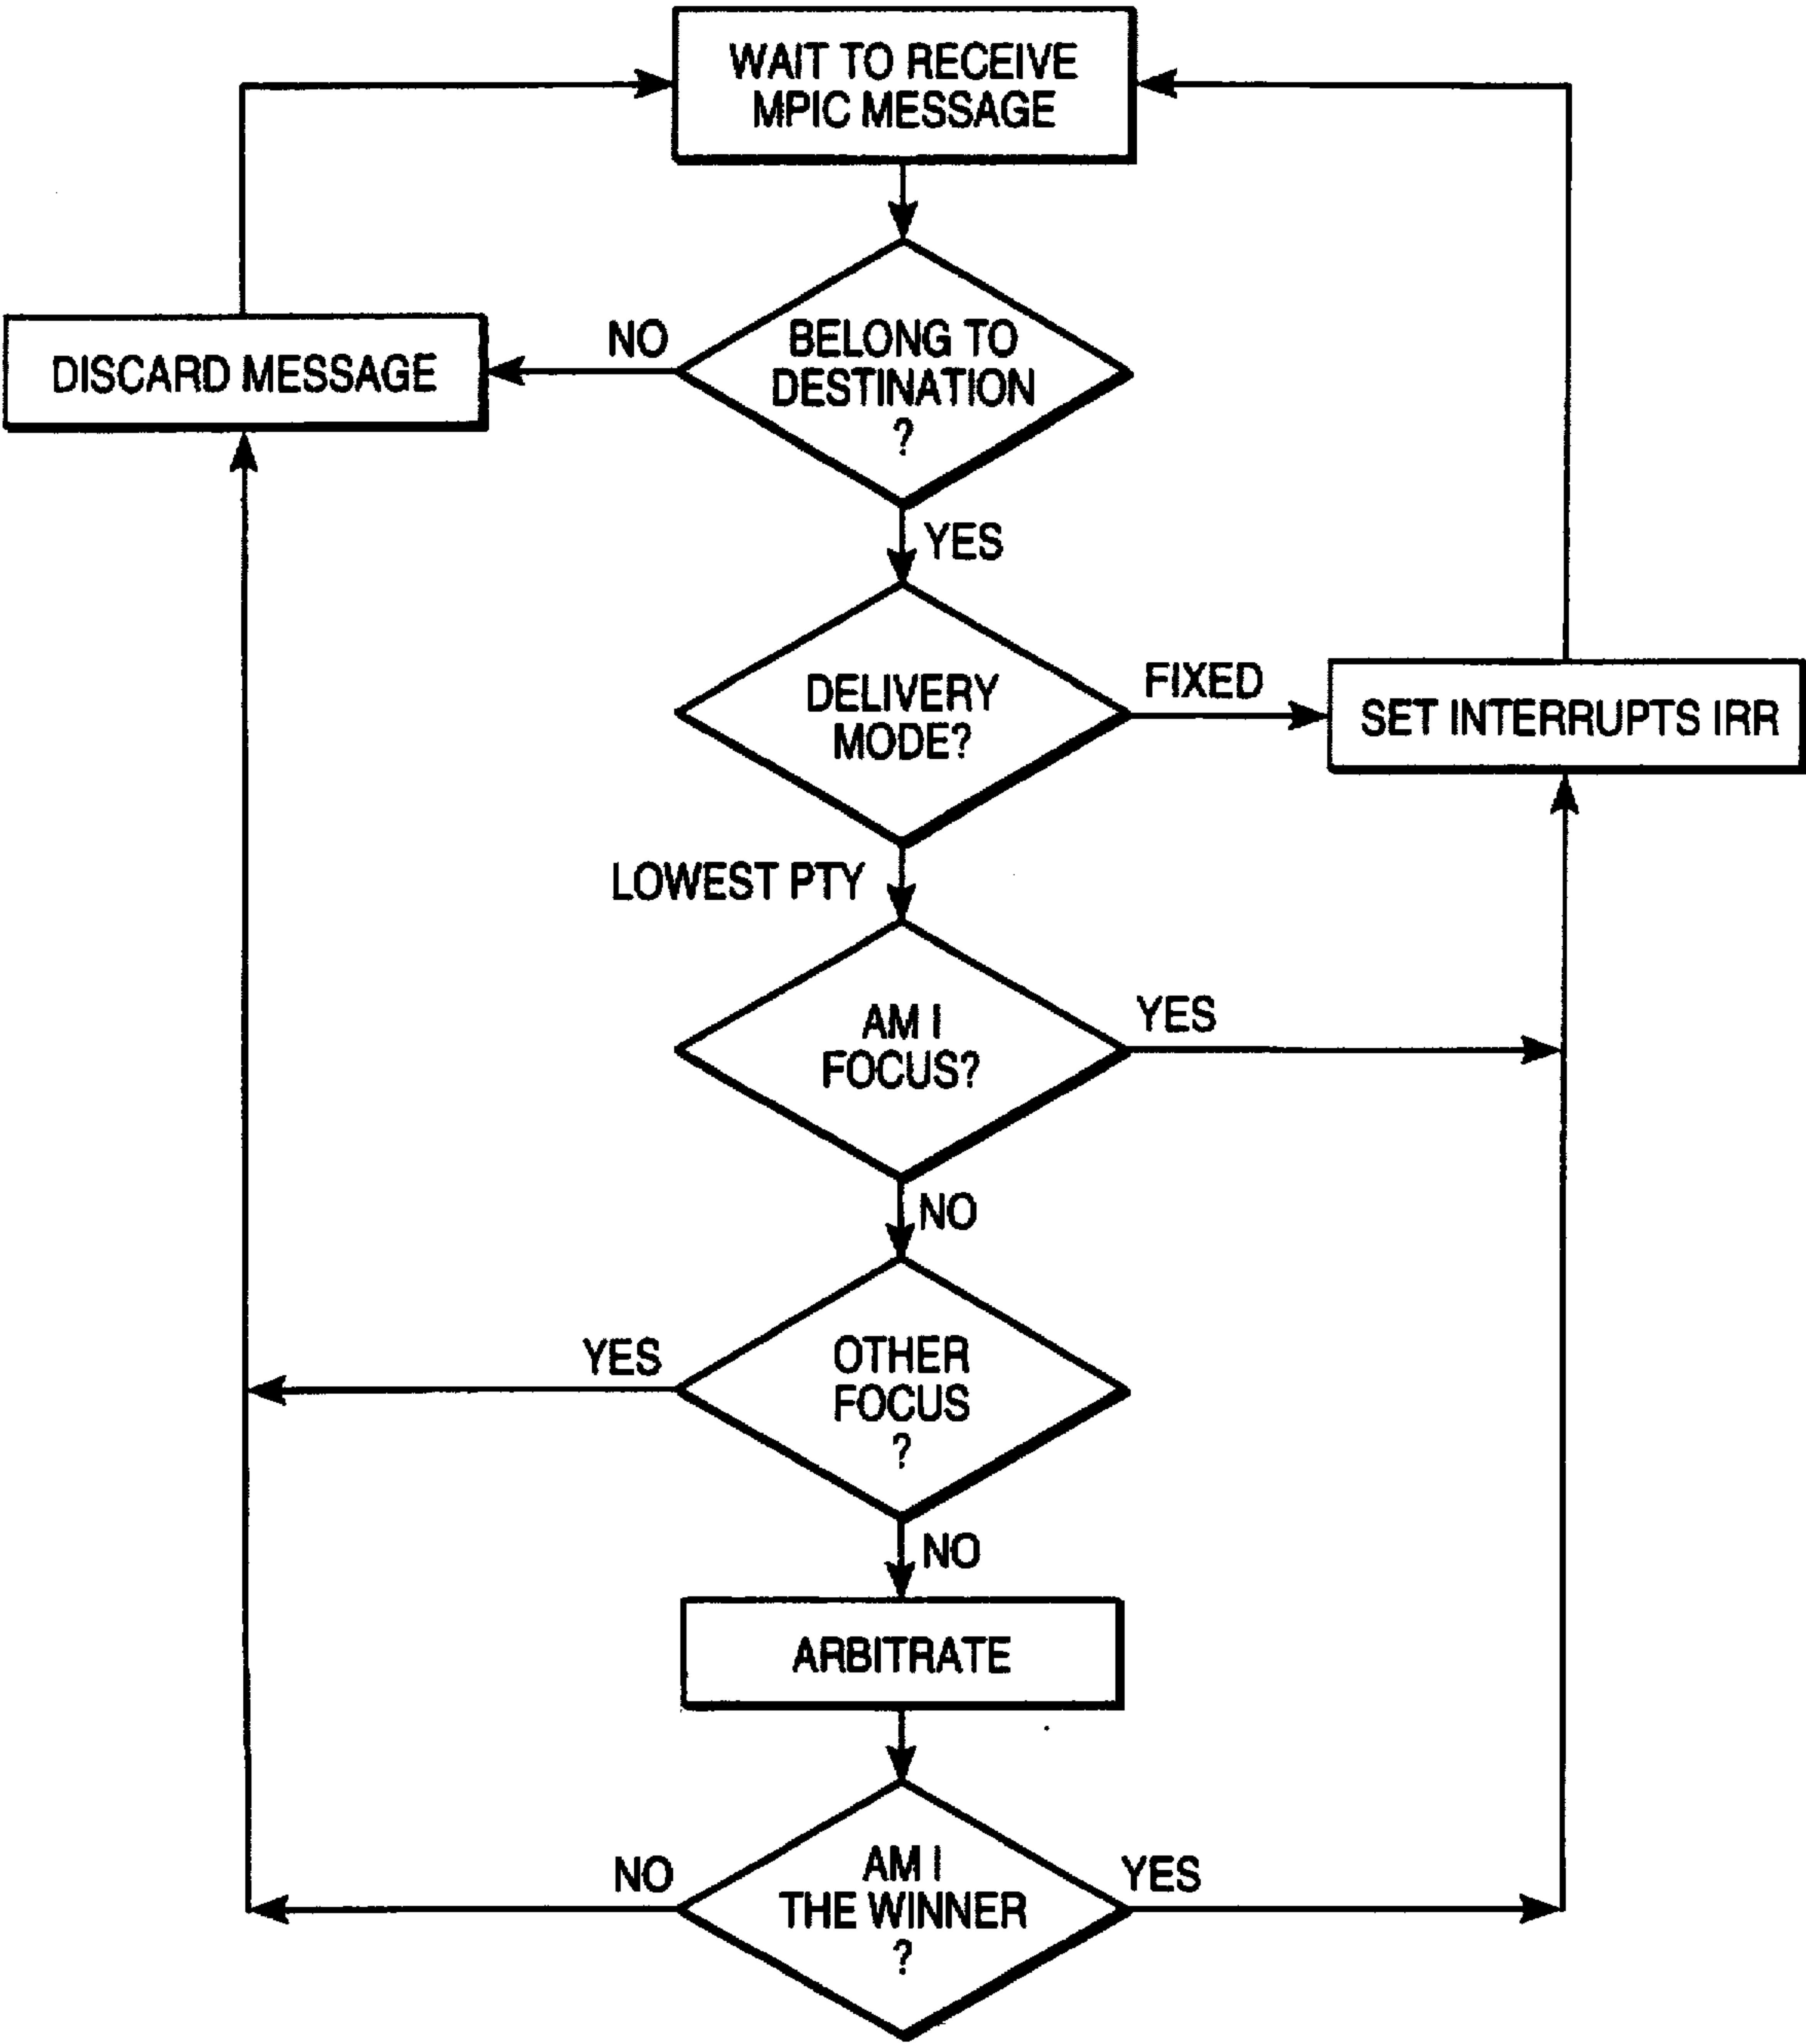 WAIT TO RECEIVE
MPIC MESSAGE
NO
BELONG TO
DESTINATION
?
DISCARD MESSAGE
YES
DELIVERY
MODE?
FIXED
SET INTERRUPTS IRR
LOWEST PTY
AM I
FOCUS?
YES
NO
YES
OTHER
FOCUS
?
NO
ARBITRATE
NO
AM I
THE WINNER
?
YES